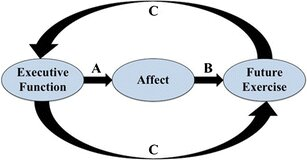 C
Executive
Function
A
Affect
B
Future
Exercise
C